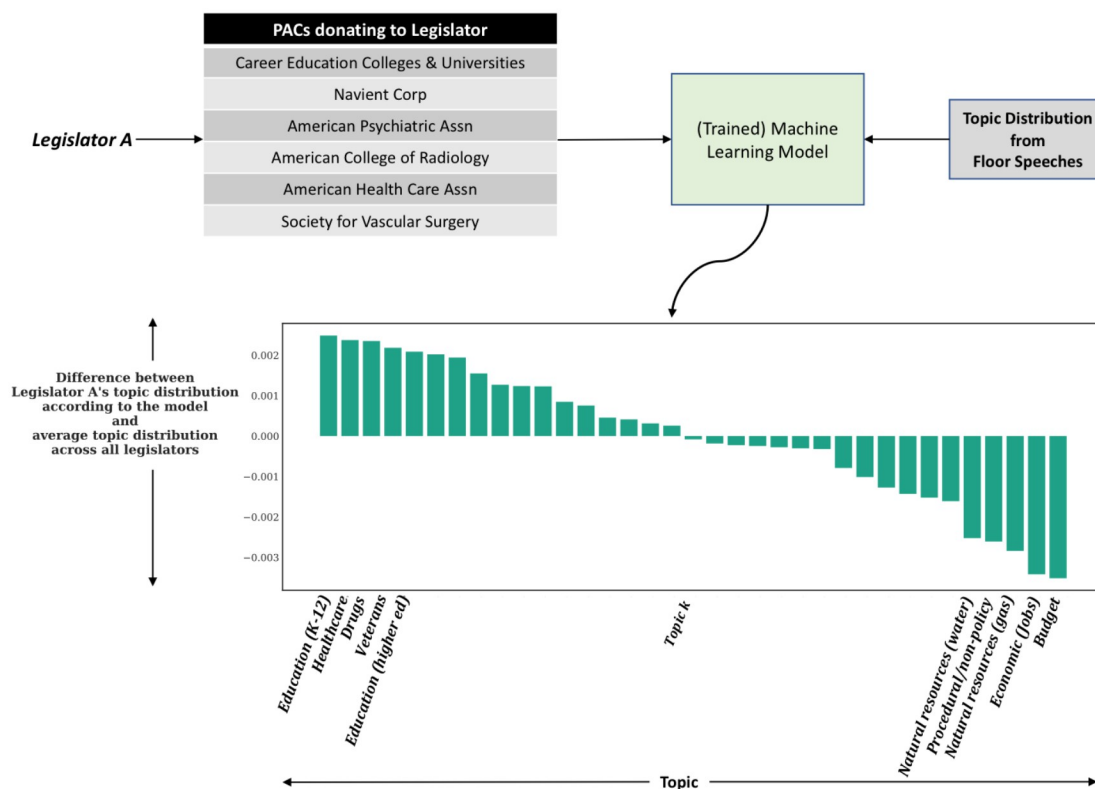 PACs donating to Legislator
Career Education Colleges & Universities
Navient Corp
American Psychiatric Assn
American College of Radiology
American Health Care Assn
Society for Vascular Surgery
Legislator A
(Trained) Machine
Learning Model
Topic Distribution
from
Floor Speeches
Difference between
Legislator A's topic distribution
according to the model
and
average topic distribution
across all legislators
0.002
0.001
0.000
−0.001
−0.002
−0.003
Education (K-12)
Healthcare
Drugs
Veterans
Education (higher ed)
Topic k
Natural resources (water)
Procedural/non-policy
Natural resources (gas)
Economic (Jobs)
Budget
Topic